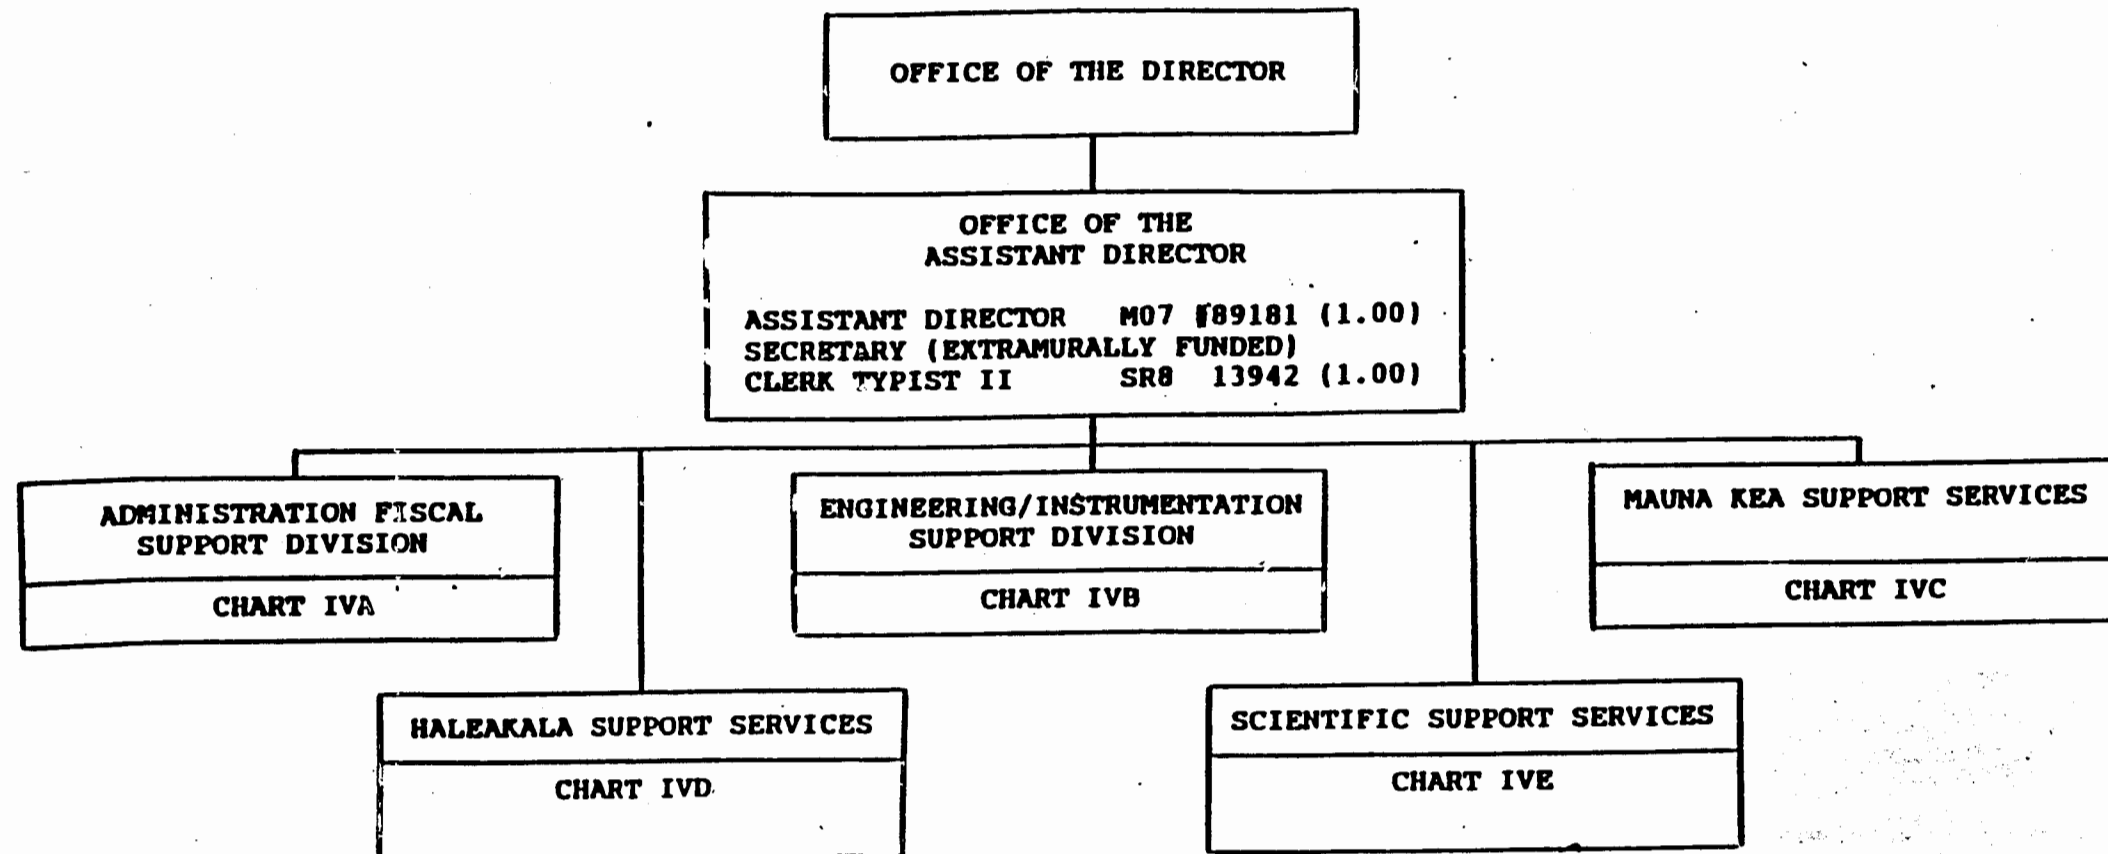 OFFICE OF THE DIRECTOR
OFFICE OF THE
ASSISTANT DIRECTOR
ASSISTANT DIRECTOR M07 #89181 (1.00)
SECRETARY (EXTRAMURALLY FUNDED)
CLERK TYPIST II SR8 13942 (1.00)
ADMINISTRATION FISCAL
SUPPORT DIVISION
CHART IVA
ENGINEERING/INSTRUMENTATION
SUPPORT DIVISION
CHART IVB
MAUNA KEA SUPPORT SERVICES
CHART IVC
HALEAKALA SUPPORT SERVICES
CHART IVD
SCIENTIFIC SUPPORT SERVICES
CHART IVE